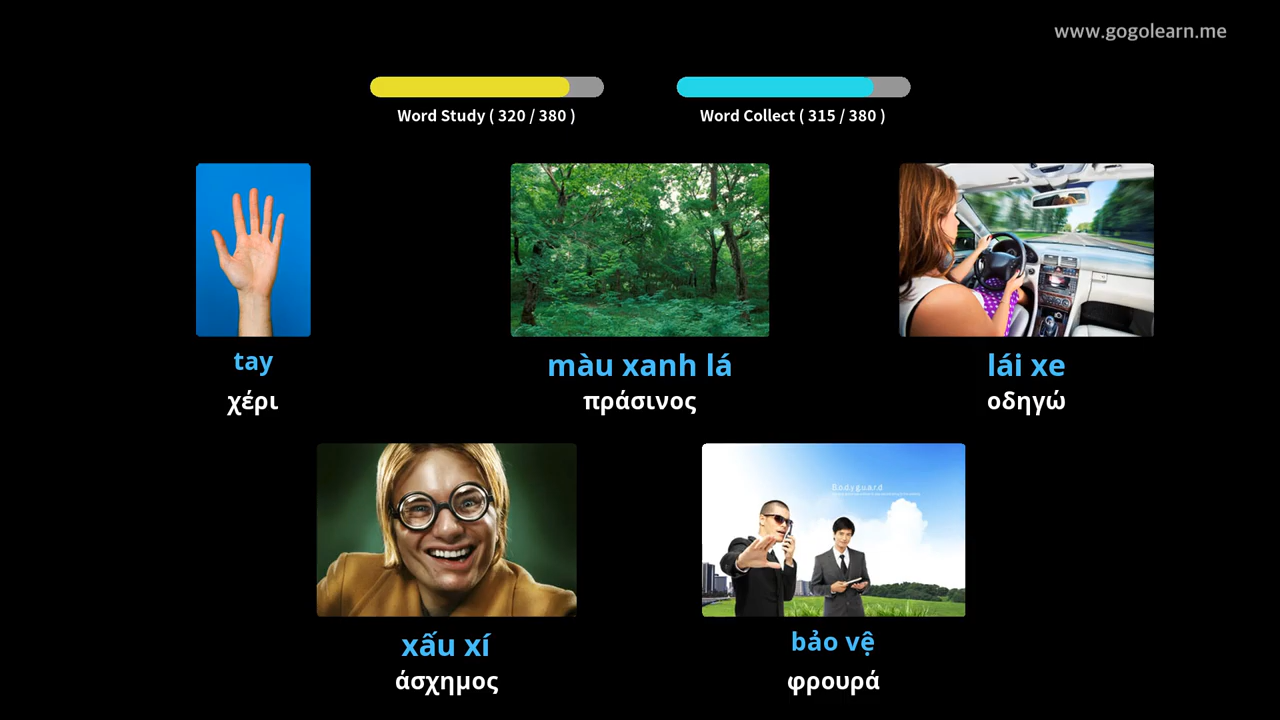 www.gogolearn.me
Word Study ( 320 / 380 )
Word Collect ( 315 / 380 )
tay
χέρι
màu xanh lá
πράσινος
lái xe
οδηγώ
xấu xí
άσχημος
Bodyguard
bảo vệ
φρουρά